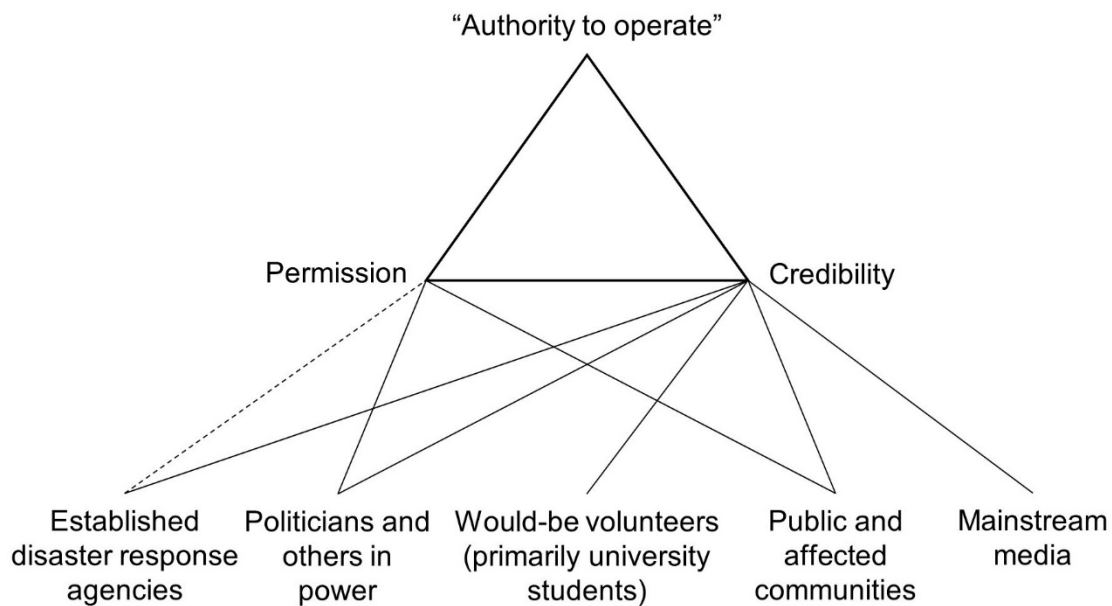 “Authority to operate”
Permission
Credibility
Established
disaster response
agencies
Politicians and
others in
power
Would-be volunteers
(primarily university
students)
Public and
affected
communities
Mainstream
media